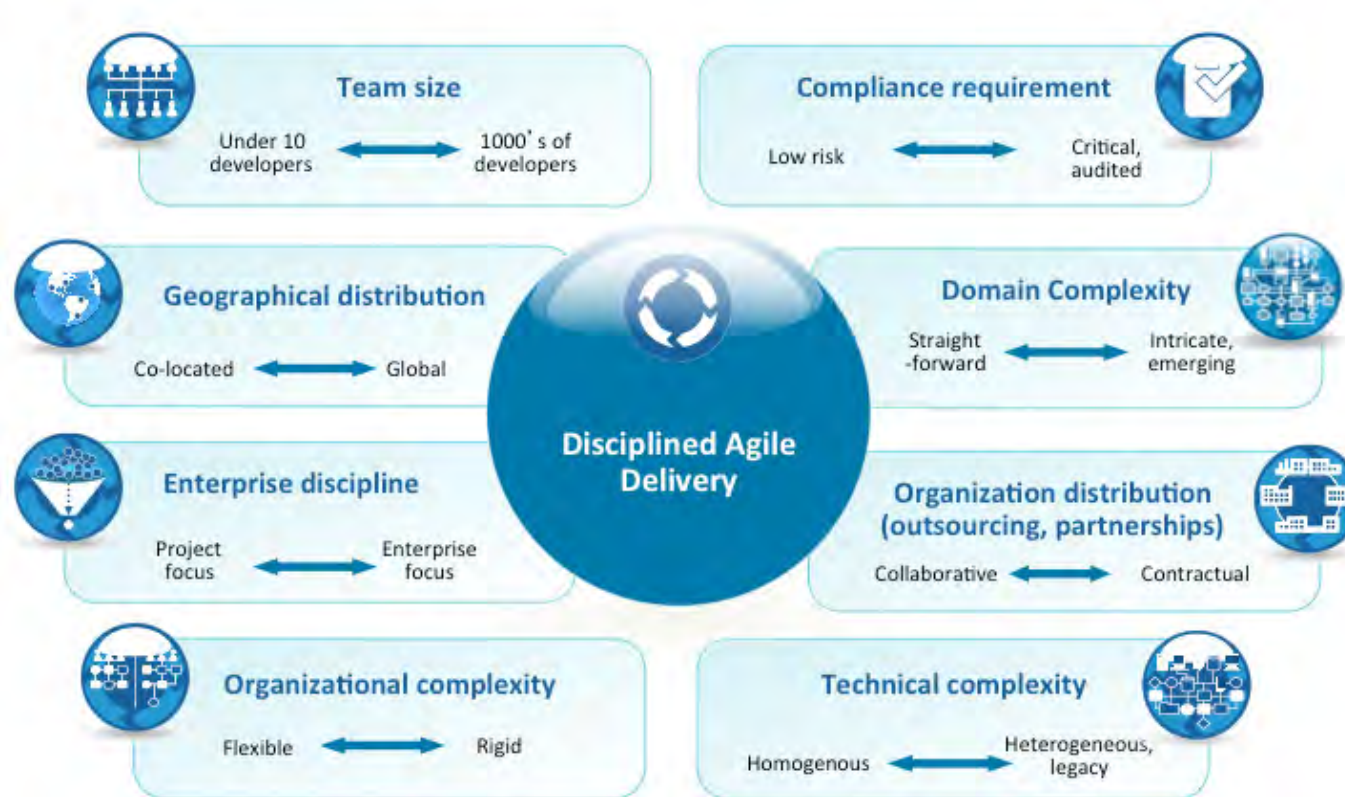 Team size
Under 10
developers
1000's of
developers
Compliance requirement
Low risk
Critical,
audited
Geographical distribution
Co-located
Global
Domain Complexity
Straight
-forward
Intricate,
emerging
Disciplined Agile
Delivery
Enterprise discipline
Project
focus
Enterprise
focus
Organization distribution
(outsourcing, partnerships)
Collaborative
Contractual
Organizational complexity
Flexible
Rigid
Technical complexity
Homogenous
Heterogeneous,
legacy